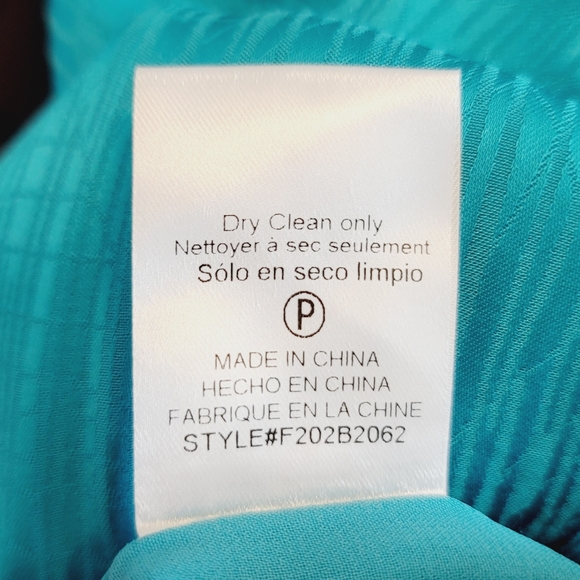 Dry Clean only
Nettoyer à sec seulement
Sólo en seco limpio
P
MADE IN CHINA
HECHO EN CHINA
FABRIQUE EN LA CHINE
STYLE#F202B2062